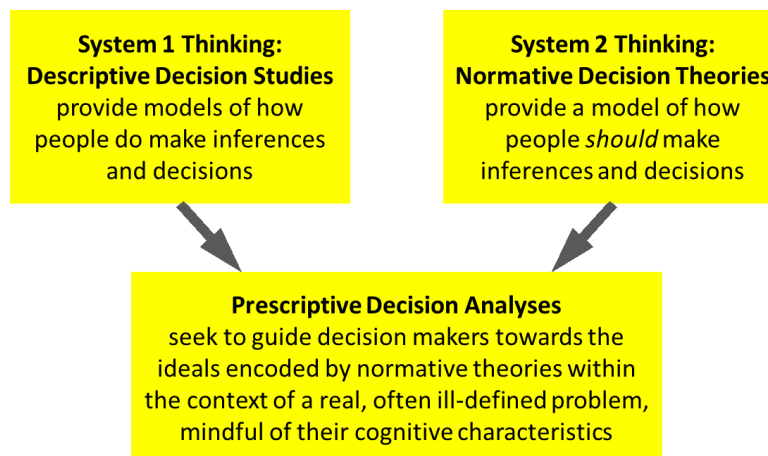 System 1 Thinking:
Descriptive Decision Studies
provide models of how
people do make inferences
and decisions
System 2 Thinking:
Normative Decision Theories
provide a model of how
people should make
inferences and decisions
Prescriptive Decision Analyses
seek to guide decision makers towards the
ideals encoded by normative theories within
the context of a real, often ill-defined problem,
mindful of their cognitive characteristics